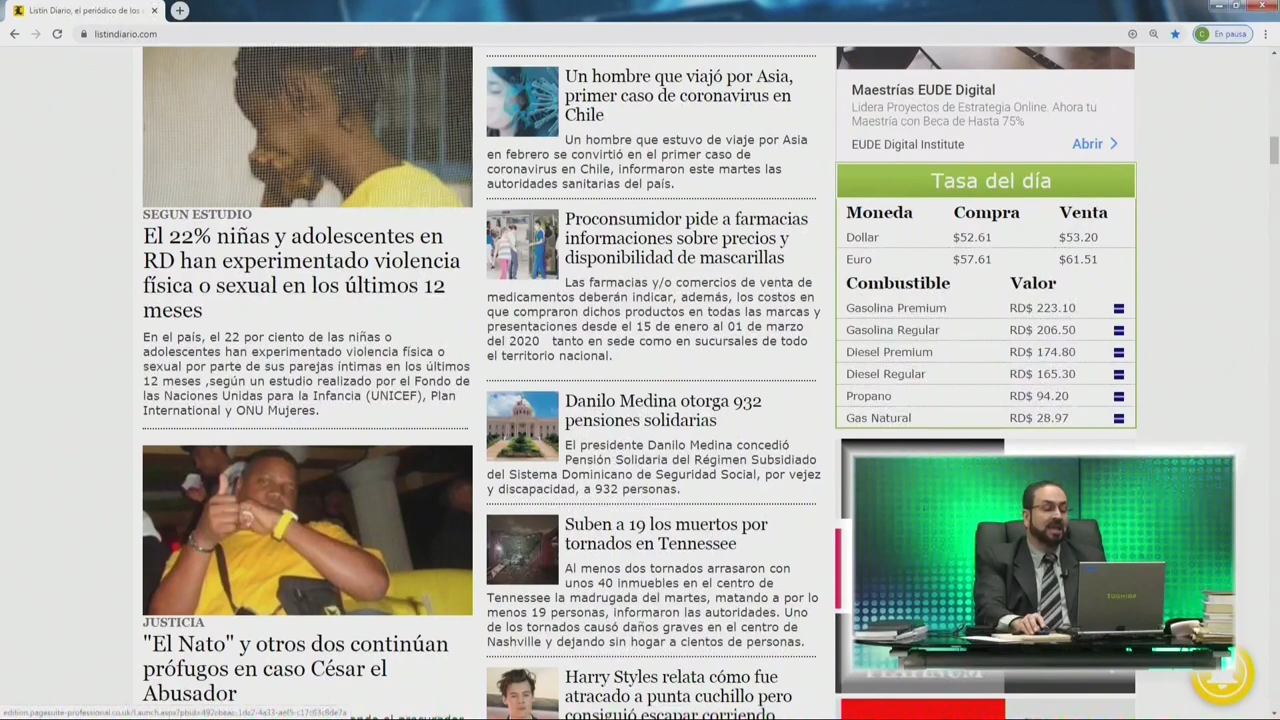 Listín Diario, el periódico de los
listindiario.com
En pausa
SEGUN ESTUDIO
El 22% niñas y adolescentes en
RD han experimentado violencia
física o sexual en los últimos 12
meses
En el país, el 22 por ciento de las niñas o
adolescentes han experimentado violencia física o
sexual por parte de sus parejas íntimas en los últimos
12 meses ,según un estudio realizado por el Fondo de
las Naciones Unidas para la Infancia (UNICEF), Plan
International y ONU Mujeres.
JUSTICIA
"El Nato" y otros dos continúan
prófugos en caso César el
Abusador
Un hombre que viajó por Asia,
primer caso de coronavirus en
Chile
Un hombre que estuvo de viaje por Asia
en febrero se convirtió en el primer caso de
coronavirus en Chile, informaron este martes las
autoridades sanitarias del país.
Proconsumidor pide a farmacias
informaciones sobre precios y
disponibilidad de mascarillas
Las farmacias y/o comercios de venta de
medicamentos deberán indicar, además, los costos en
que compraron dichos productos en todas las marcas y
presentaciones desde el 15 de enero al 01 de marzo
del 2020 tanto en sede como en sucursales de todo
el territorio nacional.
Danilo Medina otorga 932
pensiones solidarias
El presidente Danilo Medina concedió
Pensión Solidaria del Régimen Subsidiado
del Sistema Dominicano de Seguridad Social, por vejez
y discapacidad, a 932 personas.
Suben a 19 los muertos por
tornados en Tennessee
Al menos dos tornados arrasaron con
unos 40 inmuebles en el centro de
Tennessee la madrugada del martes, matando a por lo
menos 19 personas, informaron las autoridades. Uno
de los tornados causó daños graves en el centro de
Nashville y dejando sin hogar a cientos de personas.
Harry Styles relata cómo fue
atracado a punta cuchillo pero
consiguió escapar corriendo
Maestrías EUDE Digital
Lidera Proyectos de Estrategia Online. Ahora tu
Maestría con Beca de Hasta 75%
EUDE Digital Institute Abrir
Tasa del día
Moneda Compra Venta
Dollar $52.61 $53.20
Euro $57.61 $61.51
Combustible Valor
Gasolina Premium RD$ 223.10
Gasolina Regular RD$ 206.50
Diesel Premium RD$ 174.80
Diesel Regular RD$ 165.30
Propano RD$ 94.20
Gas Natural RD$ 28.97
TOSHIBA